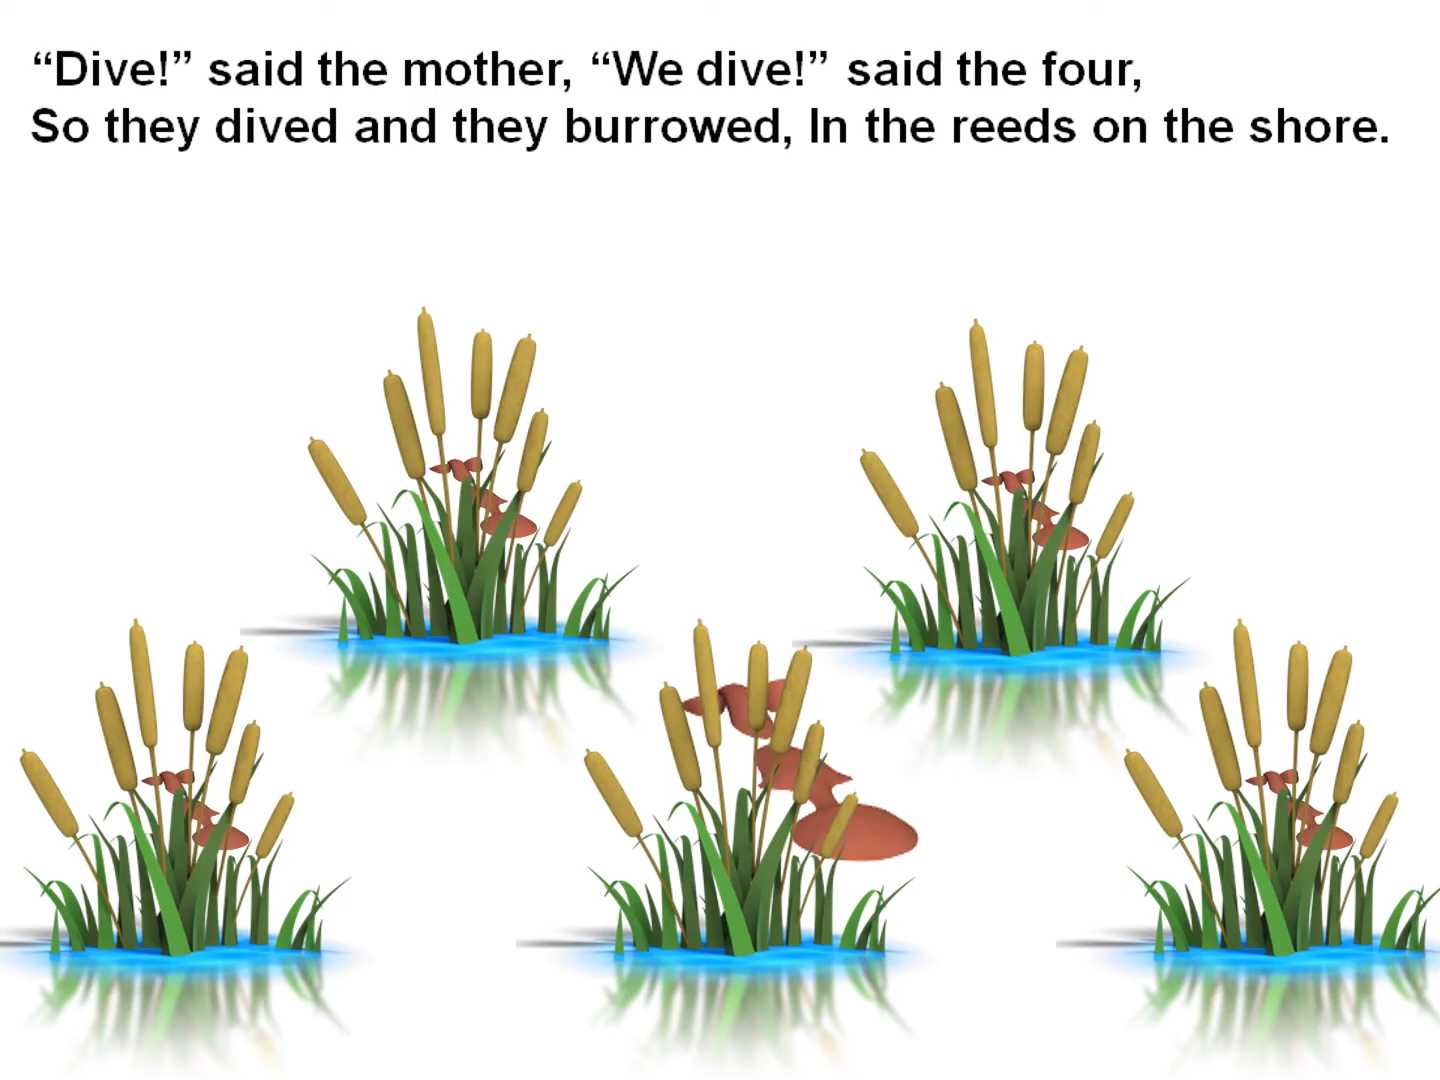 “Dive!” said the mother, “We dive!” said the four,
So they dived and they burrowed, In the reeds on the shore.